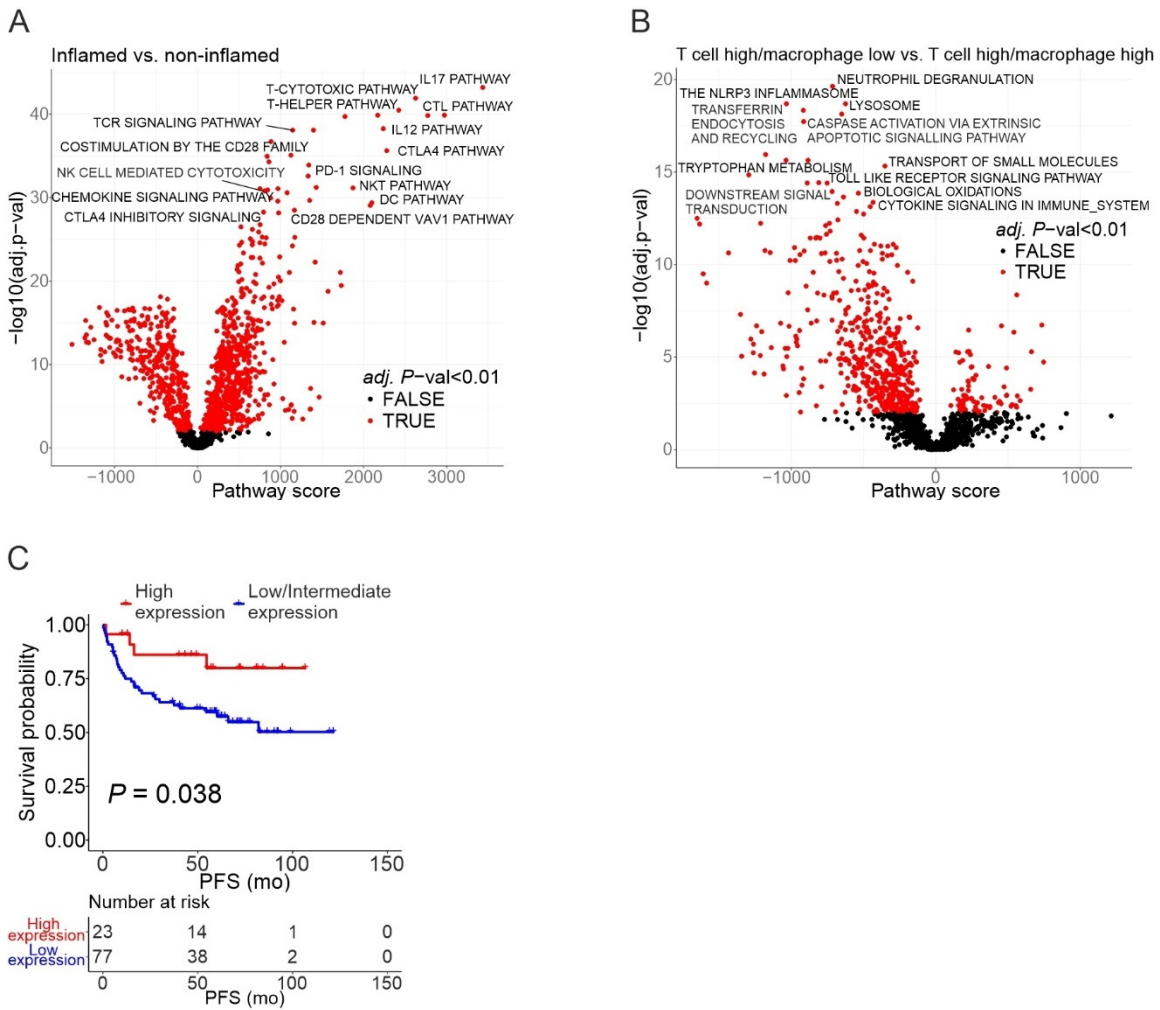 A
Inflamed vs. non-inflamed
−log10(adj.p−val)
40
30
20
10
0
IL17 PATHWAY
T-CYTOTOXIC PATHWAY
T-HELPER PATHWAY
CTL PATHWAY
TCR SIGNALING PATHWAY
IL12 PATHWAY
COSTIMULATION BY THE CD28 FAMILY
CTLA4 PATHWAY
NK CELL MEDIATED CYTOTOXICITY
PD-1 SIGNALING
NKT PATHWAY
CHEMOKINE SIGNALING PATHWAY
DC PATHWAY
CTLA4 INHIBITORY SIGNALING
CD28 DEPENDENT VAV1 PATHWAY
adj. P−val<0.01
FALSE
TRUE
−1000
0
1000
2000
3000
Pathway score
B
T cell high/macrophage low vs. T cell high/macrophage high
−log10(adj.p−val)
20
15
10
5
0
NEUTROPHIL DEGRANULATION
THE NLRP3 INFLAMMASOME
LYSOSOME
TRANSFERRIN
ENDOCYTOSIS
AND RECYCLING
CASPASE ACTIVATION VIA EXTRINSIC
APOPTOTIC SIGNALLING PATHWAY
TRYPTOPHAN METABOLISM
TRANSPORT OF SMALL MOLECULES
TOLL LIKE RECEPTOR SIGNALING PATHWAY
DOWNSTREAM SIGNAL
TRANSDUCTION
BIOLOGICAL OXIDATIONS
CYTOKINE SIGNALING IN IMMUNE_SYSTEM
adj. P−val<0.01
FALSE
TRUE
−1000
0
1000
Pathway score
C
High
expression
Low/Intermediate
expression
Survival probability
1.00
0.75
0.50
0.25
0.00
P = 0.038
0 50 100 150
PFS (mo)
Number at risk
High
expression
23 14 1 0
Low
expression
77 38 2 0
0 50 100 150
PFS (mo)